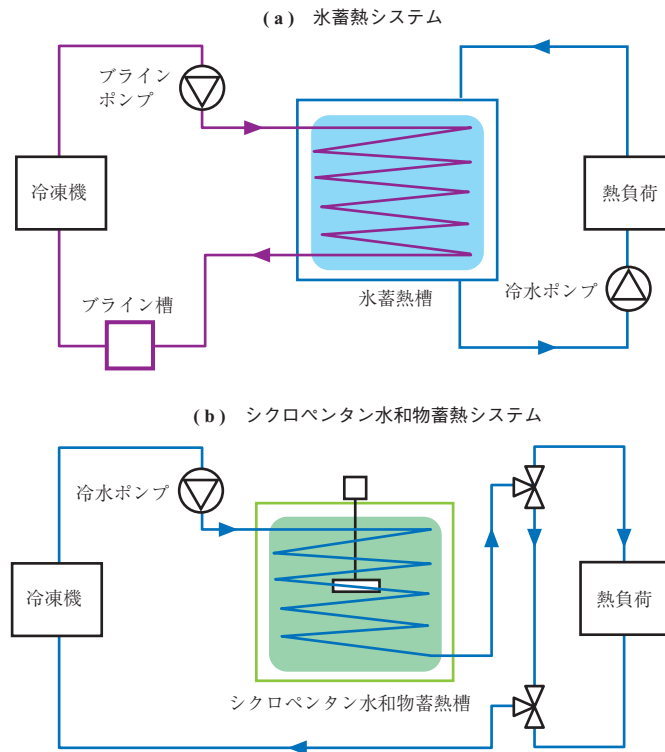 (a) 氷蓄熱システム
ブライン
ポンプ
冷凍機
熱負荷
ブライン槽
氷蓄熱槽
冷水ポンプ
(b) シクロペンタン水和物蓄熱システム
冷水ポンプ
冷凍機
熱負荷
シクロペンタン水和物蓄熱槽